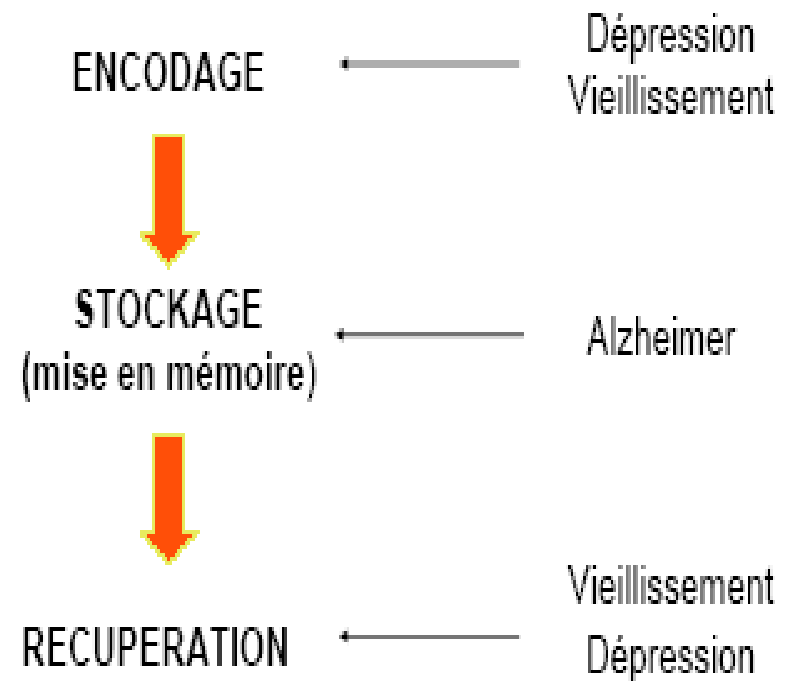 ENCODAGE
Dépression
Vieillissement
STOCKAGE
(mise en mémoire)
Alzheimer
RECUPERATION
Vieillissement
Dépression